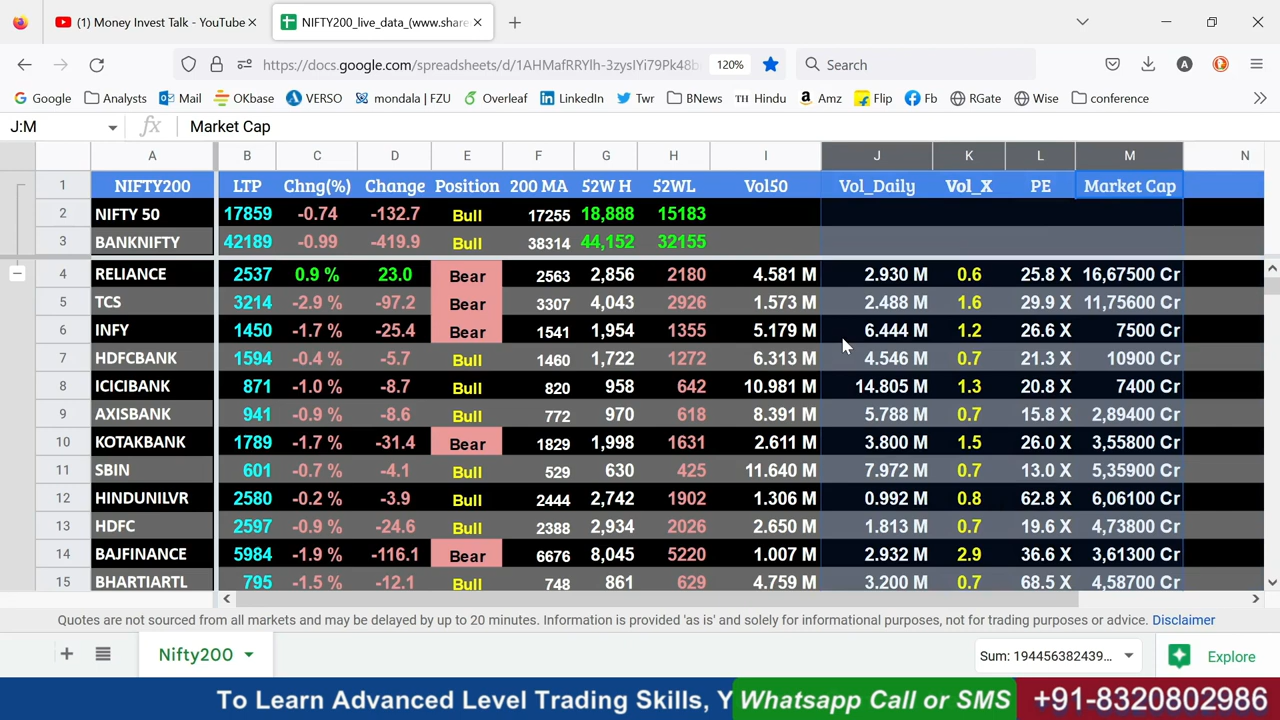 (1) Money Invest Talk - YouTube
NIFTY200_live_data_(www.share
https://docs.google.com/spreadsheets/d/1AHMafRRYlh-3zysIYi79Pk48b
120%
Search
Google Analysts Mail OKbase VERSO mondala | FZU Overleaf LinkedIn Twr BNews TH Hindu Amz Flip Fb RGate Wise conference
J:M fx Market Cap
A B C D E F G H I J K L M N
1 NIFTY200 LTP Chng(%) Change Position 200 MA 52W H 52WL Vol50 Vol_Daily Vol_X PE Market Cap
2 NIFTY 50 17859 -0.74 -132.7 Bull 17255 18,888 15183
3 BANKNIFTY 42189 -0.99 -419.9 Bull 38314 44,152 32155
4 RELIANCE 2537 0.9 % 23.0 Bear 2563 2,856 2180 4.581 M 2.930 M 0.6 25.8 X 16,67500 Cr
5 TCS 3214 -2.9 % -97.2 Bear 3307 4,043 2926 1.573 M 2.488 M 1.6 29.9 X 11,75600 Cr
6 INFY 1450 -1.7 % -25.4 Bear 1541 1,954 1355 5.179 M 6.444 M 1.2 26.6 X 7500 Cr
7 HDFCBANK 1594 -0.4 % -5.7 Bull 1460 1,722 1272 6.313 M 4.546 M 0.7 21.3 X 10900 Cr
8 ICICIBANK 871 -1.0 % -8.7 Bull 820 958 642 10.981 M 14.805 M 1.3 20.8 X 7400 Cr
9 AXISBANK 941 -0.9 % -8.6 Bull 772 970 618 8.391 M 5.788 M 0.7 15.8 X 2,89400 Cr
10 KOTAKBANK 1789 -1.7 % -31.4 Bear 1829 1,998 1631 2.611 M 3.800 M 1.5 26.0 X 3,55800 Cr
11 SBIN 601 -0.7 % -4.1 Bull 529 630 425 11.640 M 7.972 M 0.7 13.0 X 5,35900 Cr
12 HINDUNILVR 2580 -0.2 % -3.9 Bull 2444 2,742 1902 1.306 M 0.992 M 0.8 62.8 X 6,06100 Cr
13 HDFC 2597 -0.9 % -24.6 Bull 2388 2,934 2026 2.650 M 1.813 M 0.7 19.6 X 4,73800 Cr
14 BAJFINANCE 5984 -1.9 % -116.1 Bear 6676 8,045 5220 1.007 M 2.932 M 2.9 36.6 X 3,61300 Cr
15 BHARTIARTL 795 -1.5 % -12.1 Bull 748 861 629 4.759 M 3.200 M 0.7 68.5 X 4,58700 Cr
Quotes are not sourced from all markets and may be delayed by up to 20 minutes. Information is provided 'as is' and solely for informational purposes, not for trading purposes or advice. Disclaimer
Nifty200
Sum: 194456382439...
Explore
To Learn Advanced Level Trading Skills, Y Whatsapp Call or SMS +91-8320802986